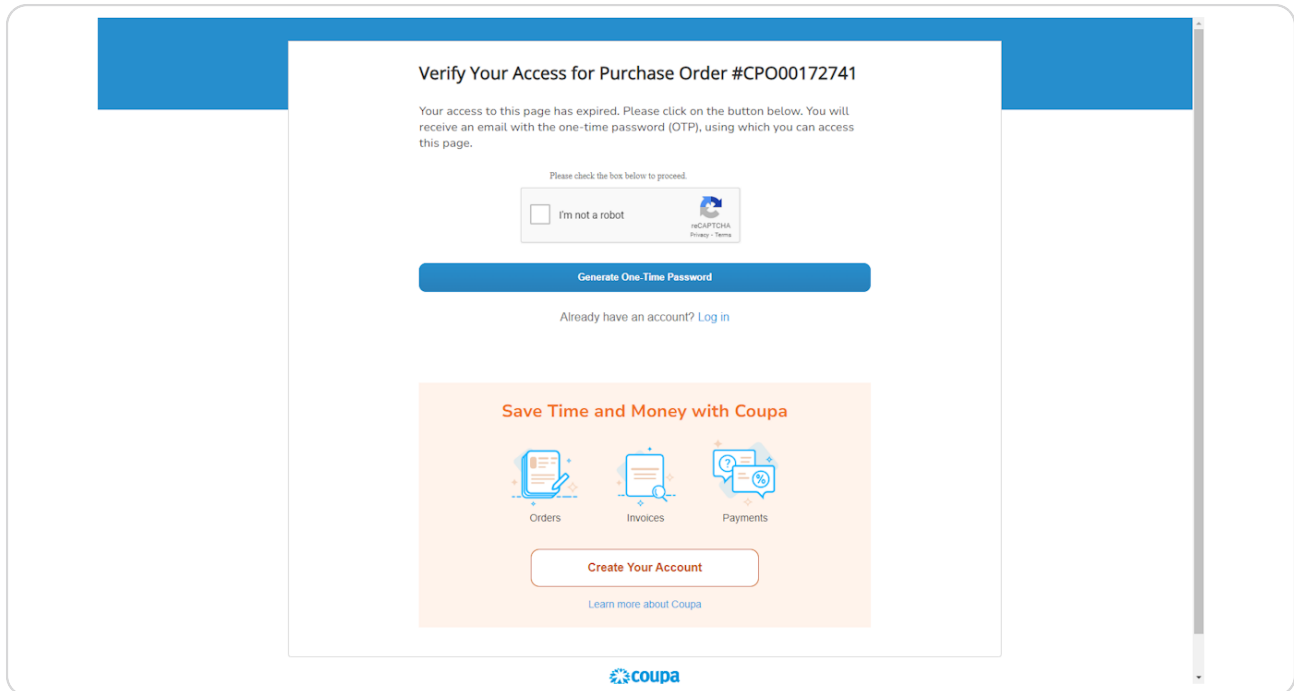 Verify Your Access for Purchase Order #CPO00172741
Your access to this page has expired. Please click on the button below. You will
receive an email with the one-time password (OTP), using which you can access
this page.
Please check the box below to proceed.
I'm not a robot
reCAPTCHA
Privacy - Terms
Generate One-Time Password
Already have an account? Log in
Save Time and Money with Coupa
Orders Invoices Payments
Create Your Account
Learn more about Coupa
coupa